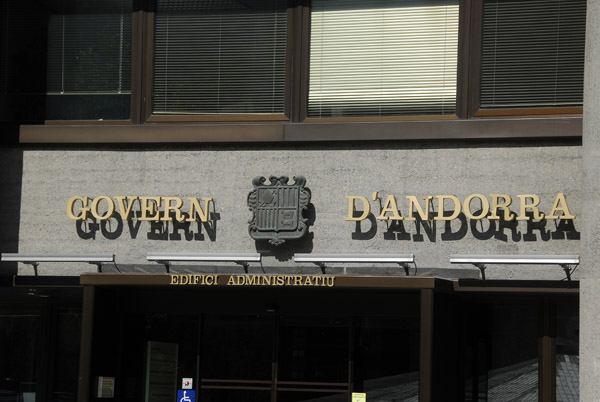 GOVERN D'ANDORRA
EDIFICI ADMINISTRATIU